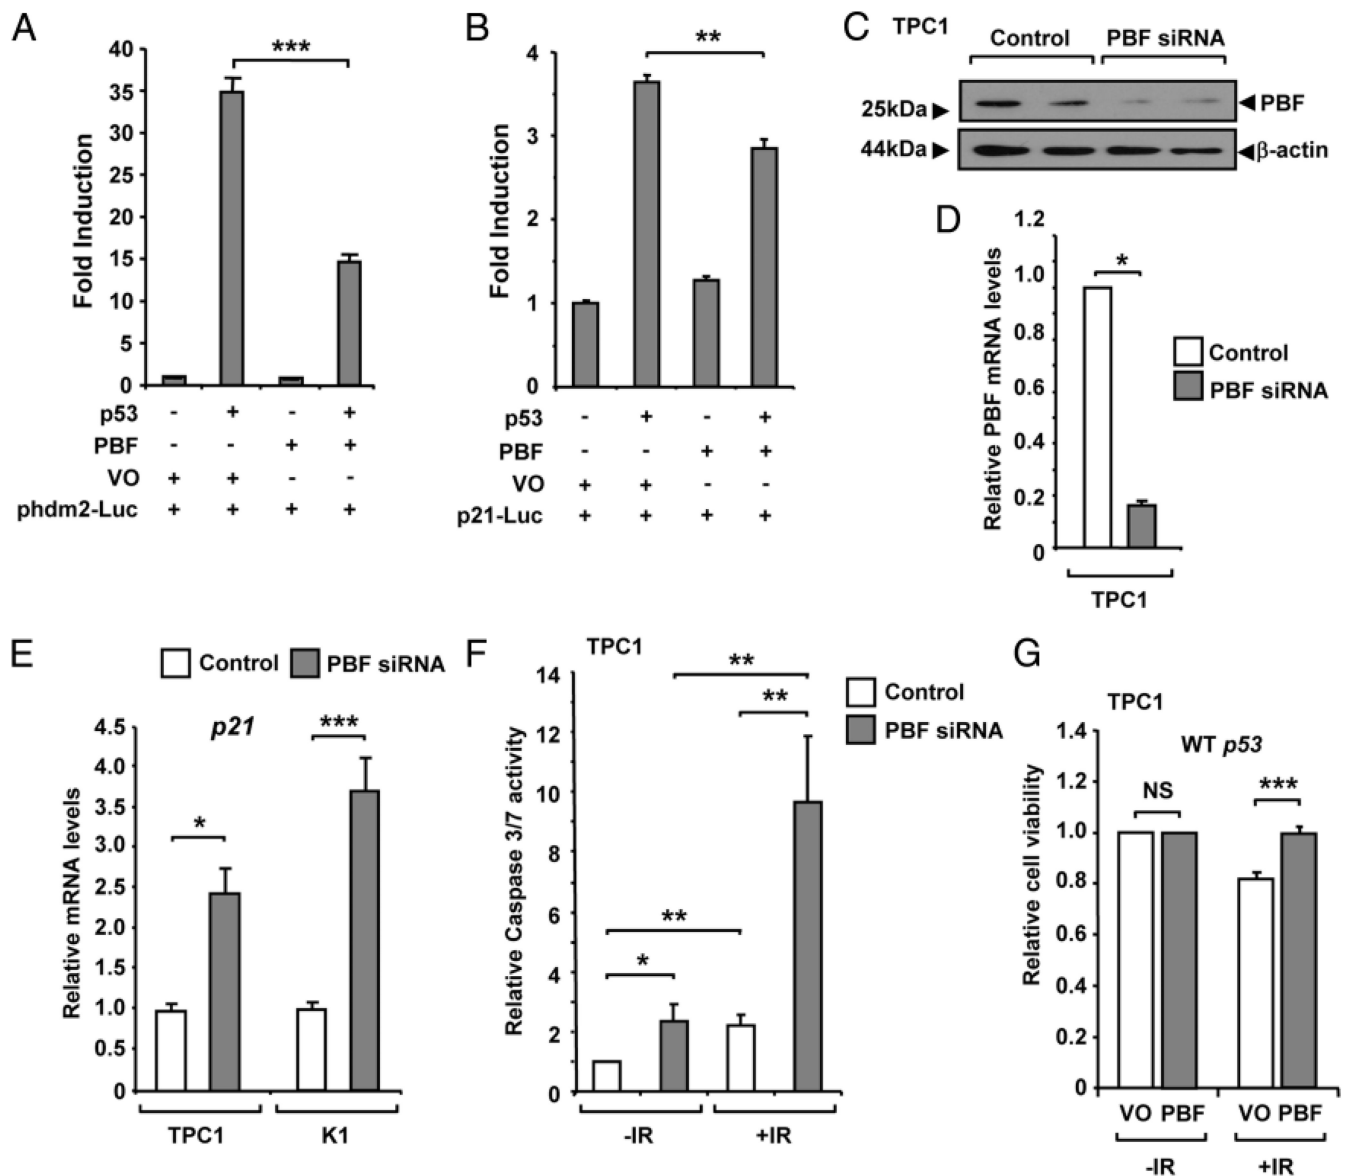 A
***
Fold Induction
40
35
30
25
20
15
10
5
0
p53 - + - +
PBF - - + +
VO + + - -
phdm2-Luc + + + +
B
**
Fold Induction
4
3
2
1
0
p53 - + - +
PBF - - + +
VO + + - -
p21-Luc + + + +
C TPC1
Control PBF siRNA
25kDa PBF
44kDa β-actin
D
Relative PBF mRNA levels
1.2
1.0
0.8
0.6
0.4
0.2
0
*
Control
PBF siRNA
TPC1
E
Control PBF siRNA
p21
Relative mRNA levels
4.5
4.0
3.5
3.0
2.5
2.0
1.5
1.0
0.5
0
*
***
TPC1 K1
F TPC1
Control
PBF siRNA
Relative Caspase 3/7 activity
14
12
10
8
6
4
2
0
**
**
**
*
-IR +IR
G
TPC1
WT p53
Relative cell viability
1.4
1.2
1.0
0.8
0.6
0.4
0.2
0
NS
***
VO PBF VO PBF
-IR +IR